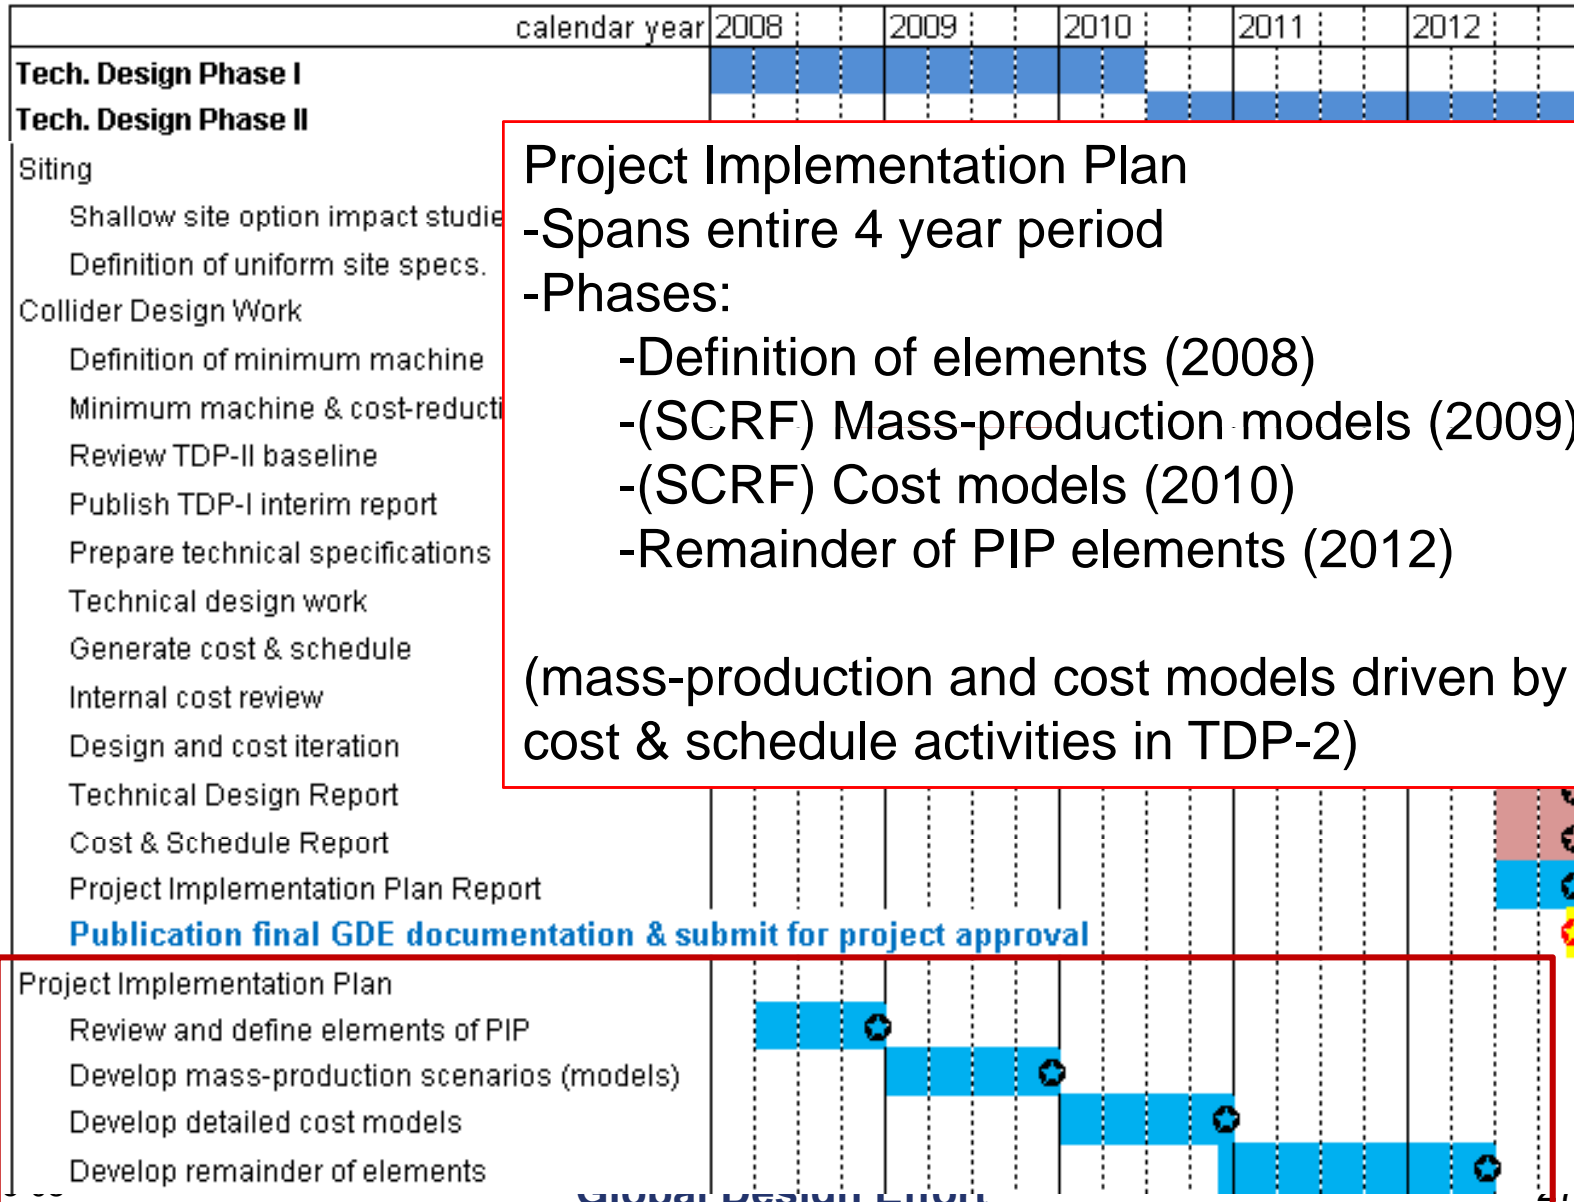 calendar year 2008 2009 2010 2011 2012
Tech. Design Phase I
Tech. Design Phase II
Siting
Shallow site option impact studie
Definition of uniform site specs.
Collider Design Work
Definition of minimum machine
Minimum machine & cost-reducti
Review TDP-II baseline
Publish TDP-I interim report
Prepare technical specifications
Technical design work
Generate cost & schedule
Internal cost review
Design and cost iteration
Technical Design Report
Cost & Schedule Report
Project Implementation Plan Report
Publication final GDE documentation & submit for project approval
Project Implementation Plan
-Spans entire 4 year period
-Phases:
-Definition of elements (2008)
-(SCRF) Mass-production models (2009)
-(SCRF) Cost models (2010)
-Remainder of PIP elements (2012)
(mass-production and cost models driven by
cost & schedule activities in TDP-2)
Project Implementation Plan
Review and define elements of PIP
Develop mass-production scenarios (models)
Develop detailed cost models
Develop remainder of elements
Global Design Effort